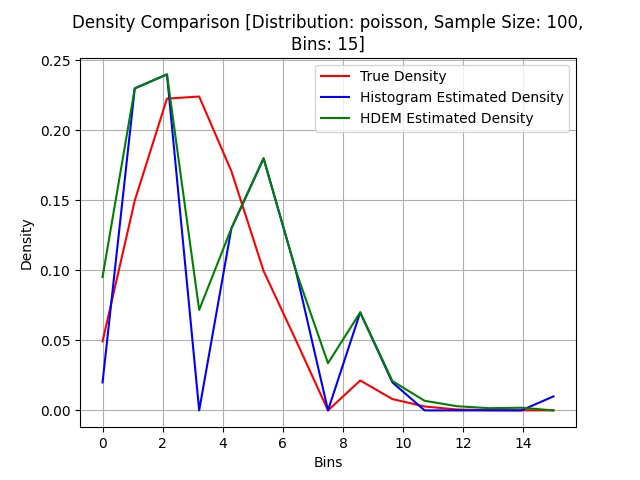 Density Comparison [Distribution: poisson, Sample Size: 100,
Bins: 15]
True Density
Histogram Estimated Density
HDEM Estimated Density
Density
0.25
0.20
0.15
0.10
0.05
0.00
0 2 4 6 8 10 12 14
Bins